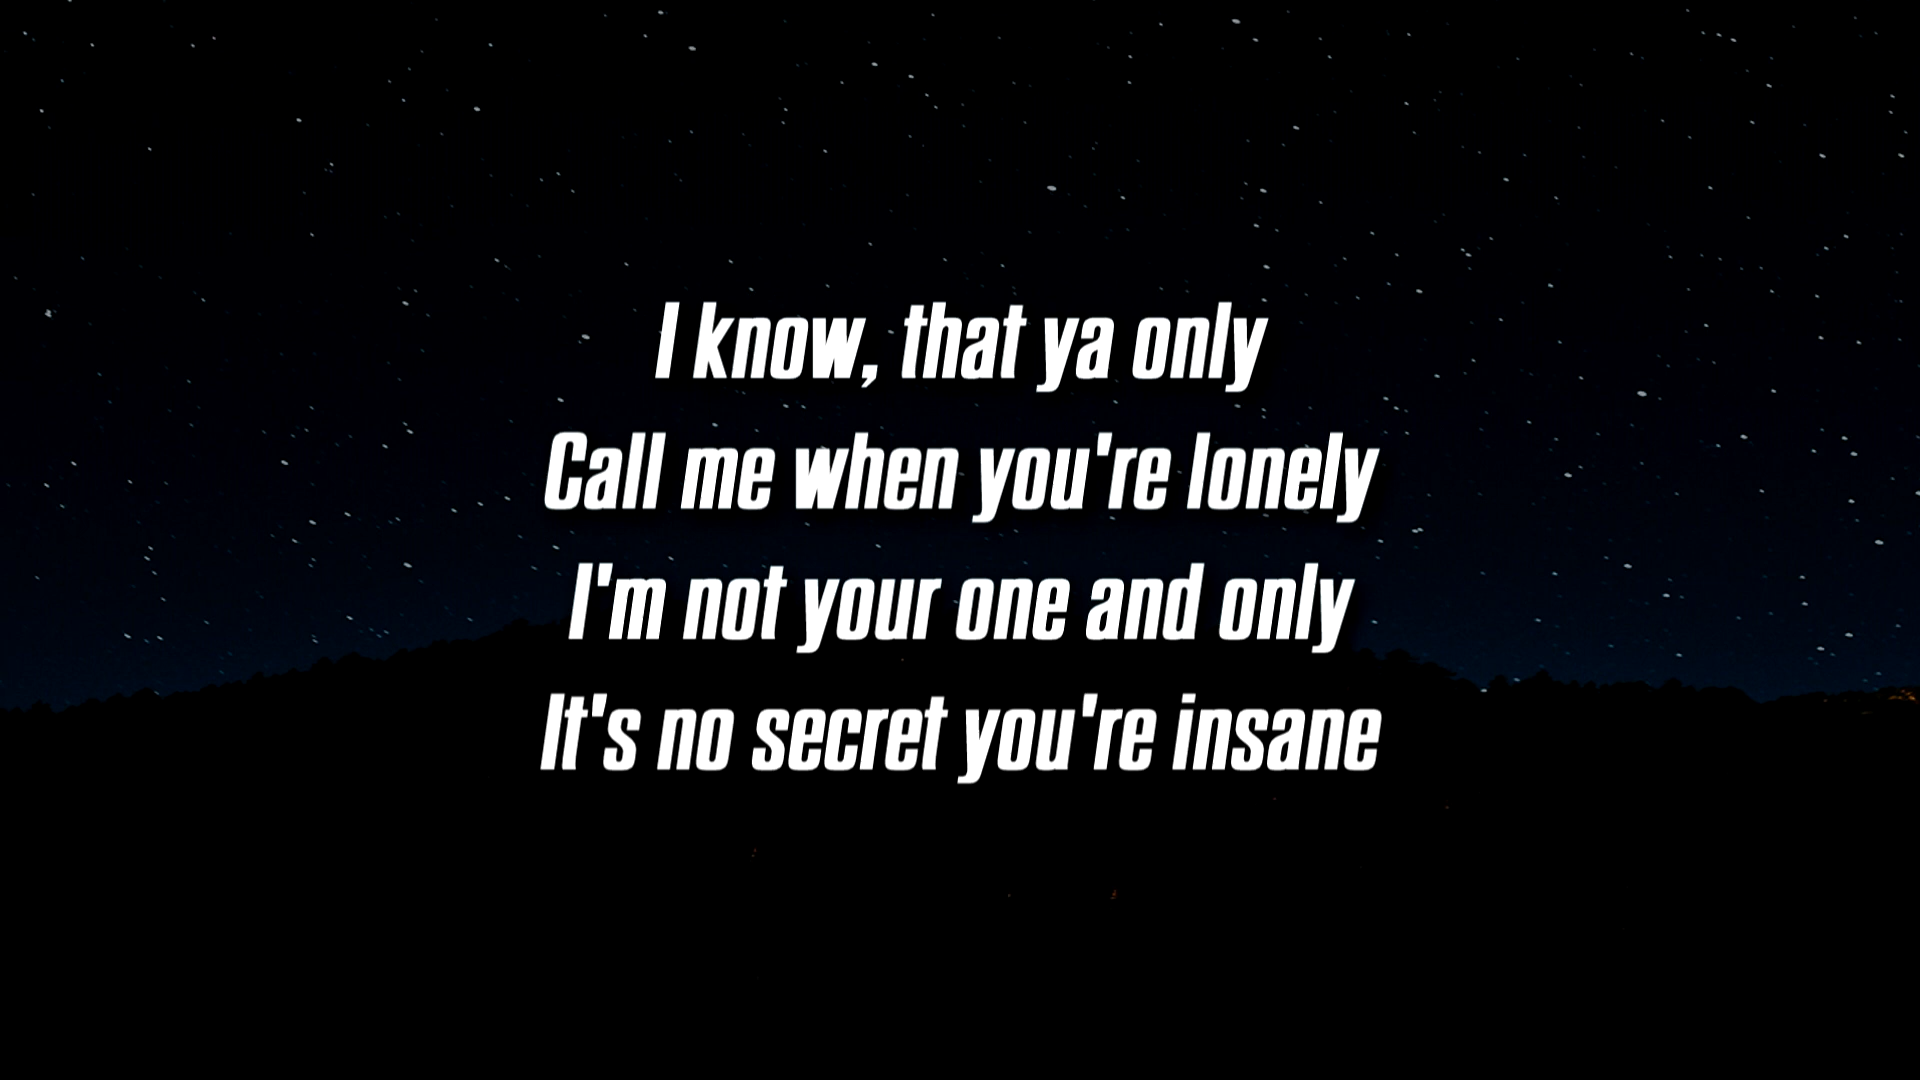 I know, that ya only
Call me when you're lonely
I'm not your one and only
It's no secret you're insane